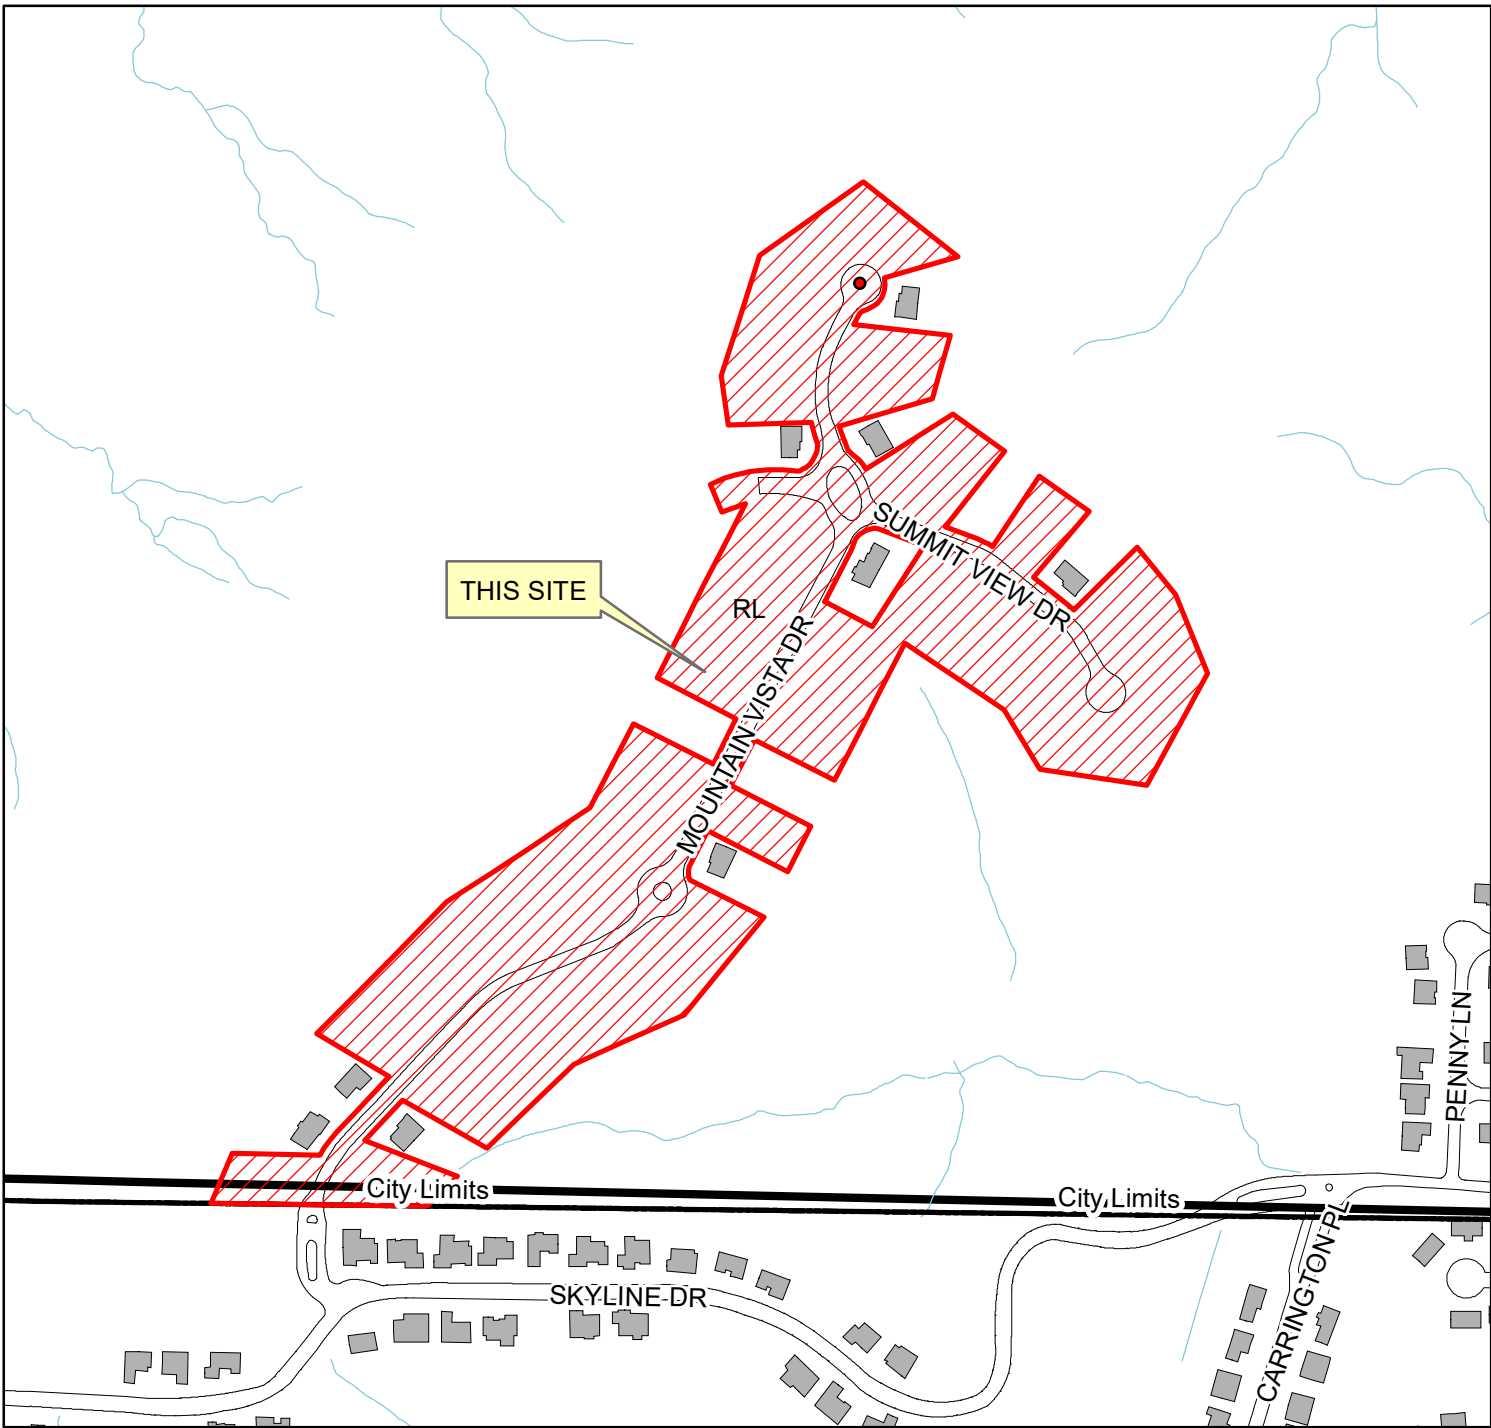 SUMMIT VIEW DR
THIS SITE
RL
MOUNTAIN VISTA DR
PENNY LN
City Limits
City Limits
CARRINGTON PL
SKYLINE DR